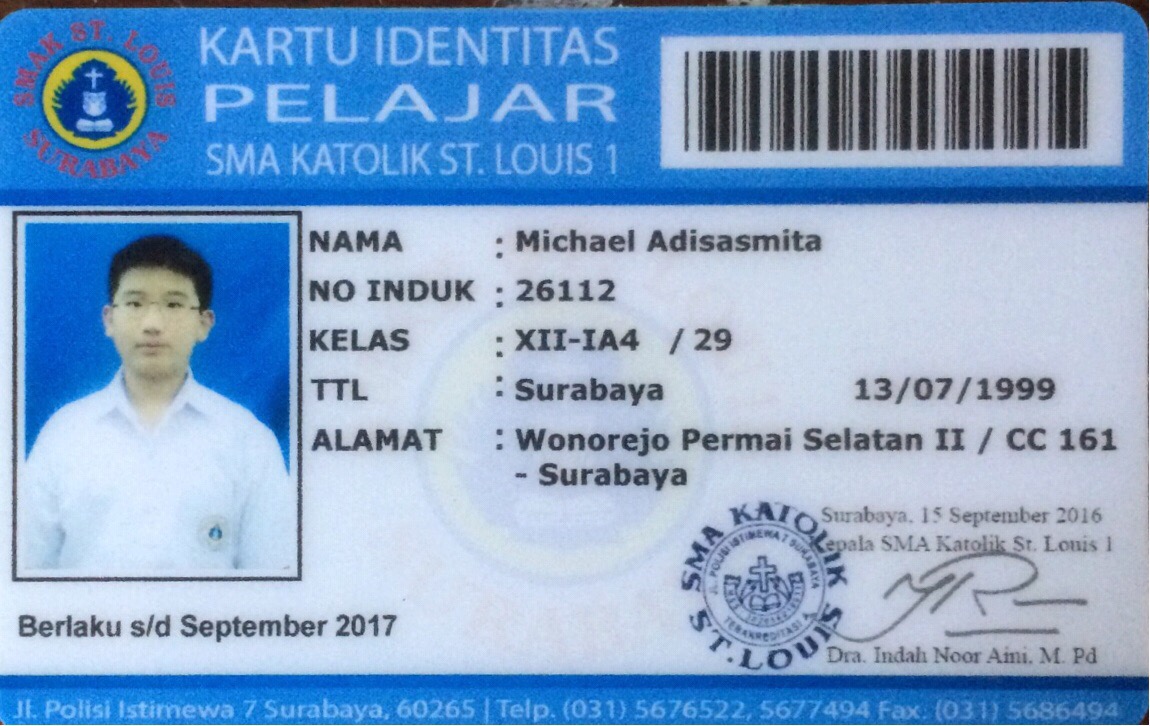 SMAK ST. LOUIS
SURABAYA
KARTU IDENTITAS
PELAJAR
SMA KATOLIK ST. LOUIS 1
NAMA : Michael Adisasmita
NO INDUK : 26112
KELAS : XII-IA4 / 29
TTL : Surabaya 13/07/1999
ALAMAT : Wonorejo Permai Selatan II / CC 161
- Surabaya
Surabaya, 15 September 2016
epala SMA Katolik St. Louis 1
SMA KATOLIK
ST. LOUIS
JL. POLISI ISTIMEWA 7 SURABAYA
TERAKREDITASI A
Dra. Indah Noor Aini, M. Pd
Berlaku s/d September 2017
Jl. Polisi Istimewa 7 Surabaya, 60265 | Telp. (031) 5676522, 5677494 Fax. (031) 5686494